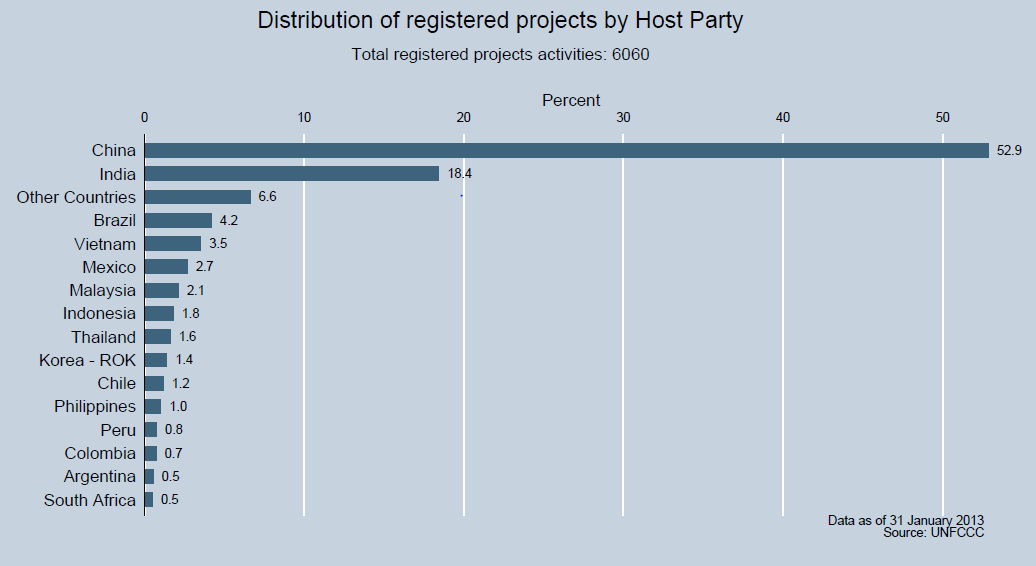 Distribution of registered projects by Host Party
Total registered projects activities: 6060
Percent
0 10 20 30 40 50
China 52.9
India 18.4
Other Countries 6.6
Brazil 4.2
Vietnam 3.5
Mexico 2.7
Malaysia 2.1
Indonesia 1.8
Thailand 1.6
Korea - ROK 1.4
Chile 1.2
Philippines 1.0
Peru 0.8
Colombia 0.7
Argentina 0.5
South Africa 0.5
Data as of 31 January 2013
Source: UNFCCC